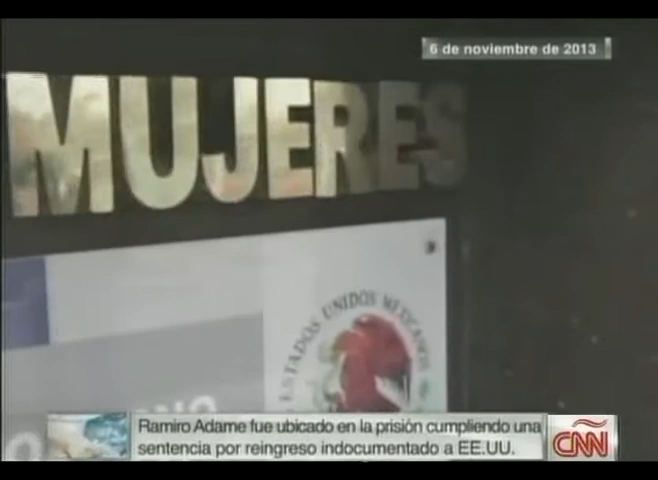 6 de noviembre de 2013
MUJERES
ESTADOS UNIDOS MEXICANOS
Ramiro Adame fue ubicado en la prisión cumpliendo una
sentencia por reingreso indocumentado a EE.UU.
CNN